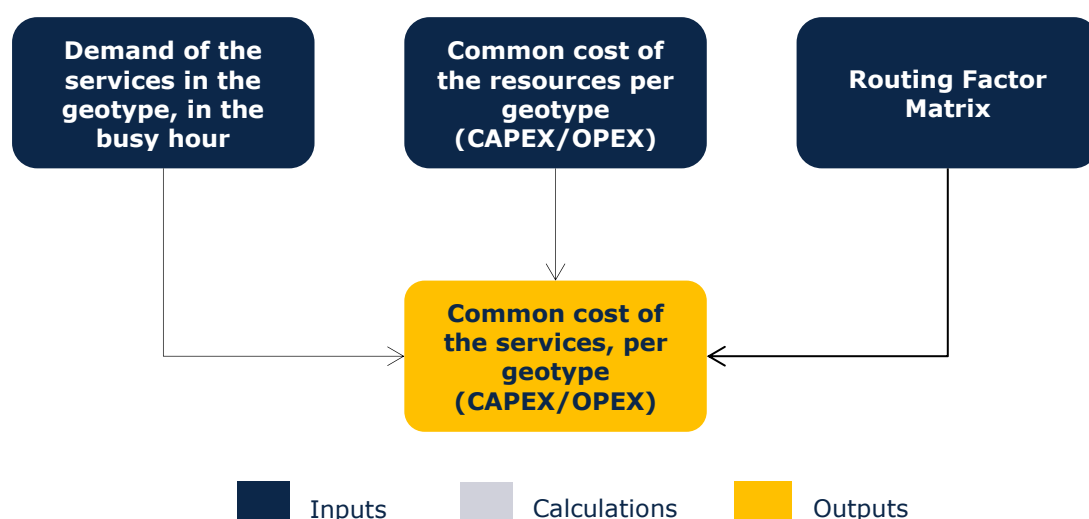 Demand of the
services in the
geotype, in the
busy hour
Common cost of
the resources per
geotype
(CAPEX/OPEX)
Routing Factor
Matrix
Common cost of
the services, per
geotype
(CAPEX/OPEX)
Inputs
Calculations
Outputs